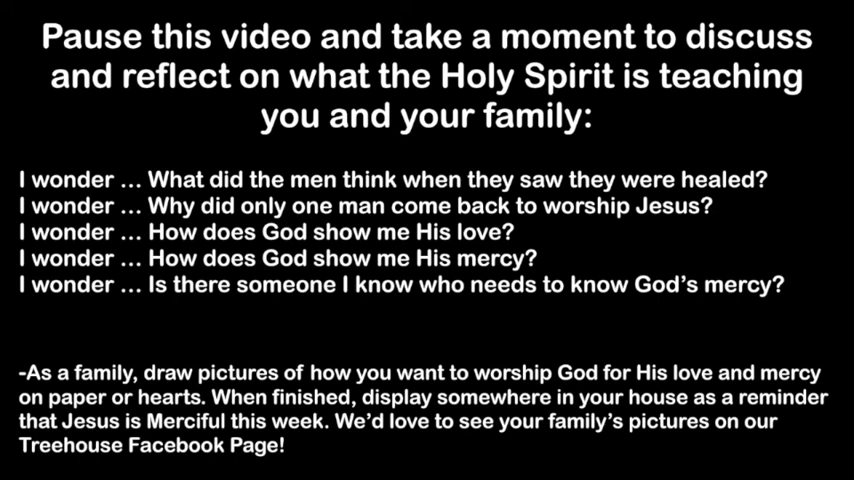 Pause this video and take a moment to discuss
and reflect on what the Holy Spirit is teaching
you and your family:
I wonder ... What did the men think when they saw they were healed?
I wonder ... Why did only one man come back to worship Jesus?
I wonder ... How does God show me His love?
I wonder ... How does God show me His mercy?
I wonder ... Is there someone I know who needs to know God's mercy?
-As a family, draw pictures of how you want to worship God for His love and mercy
on paper or hearts. When finished, display somewhere in your house as a reminder
that Jesus is Merciful this week. We'd love to see your family's pictures on our
Treehouse Facebook Page!